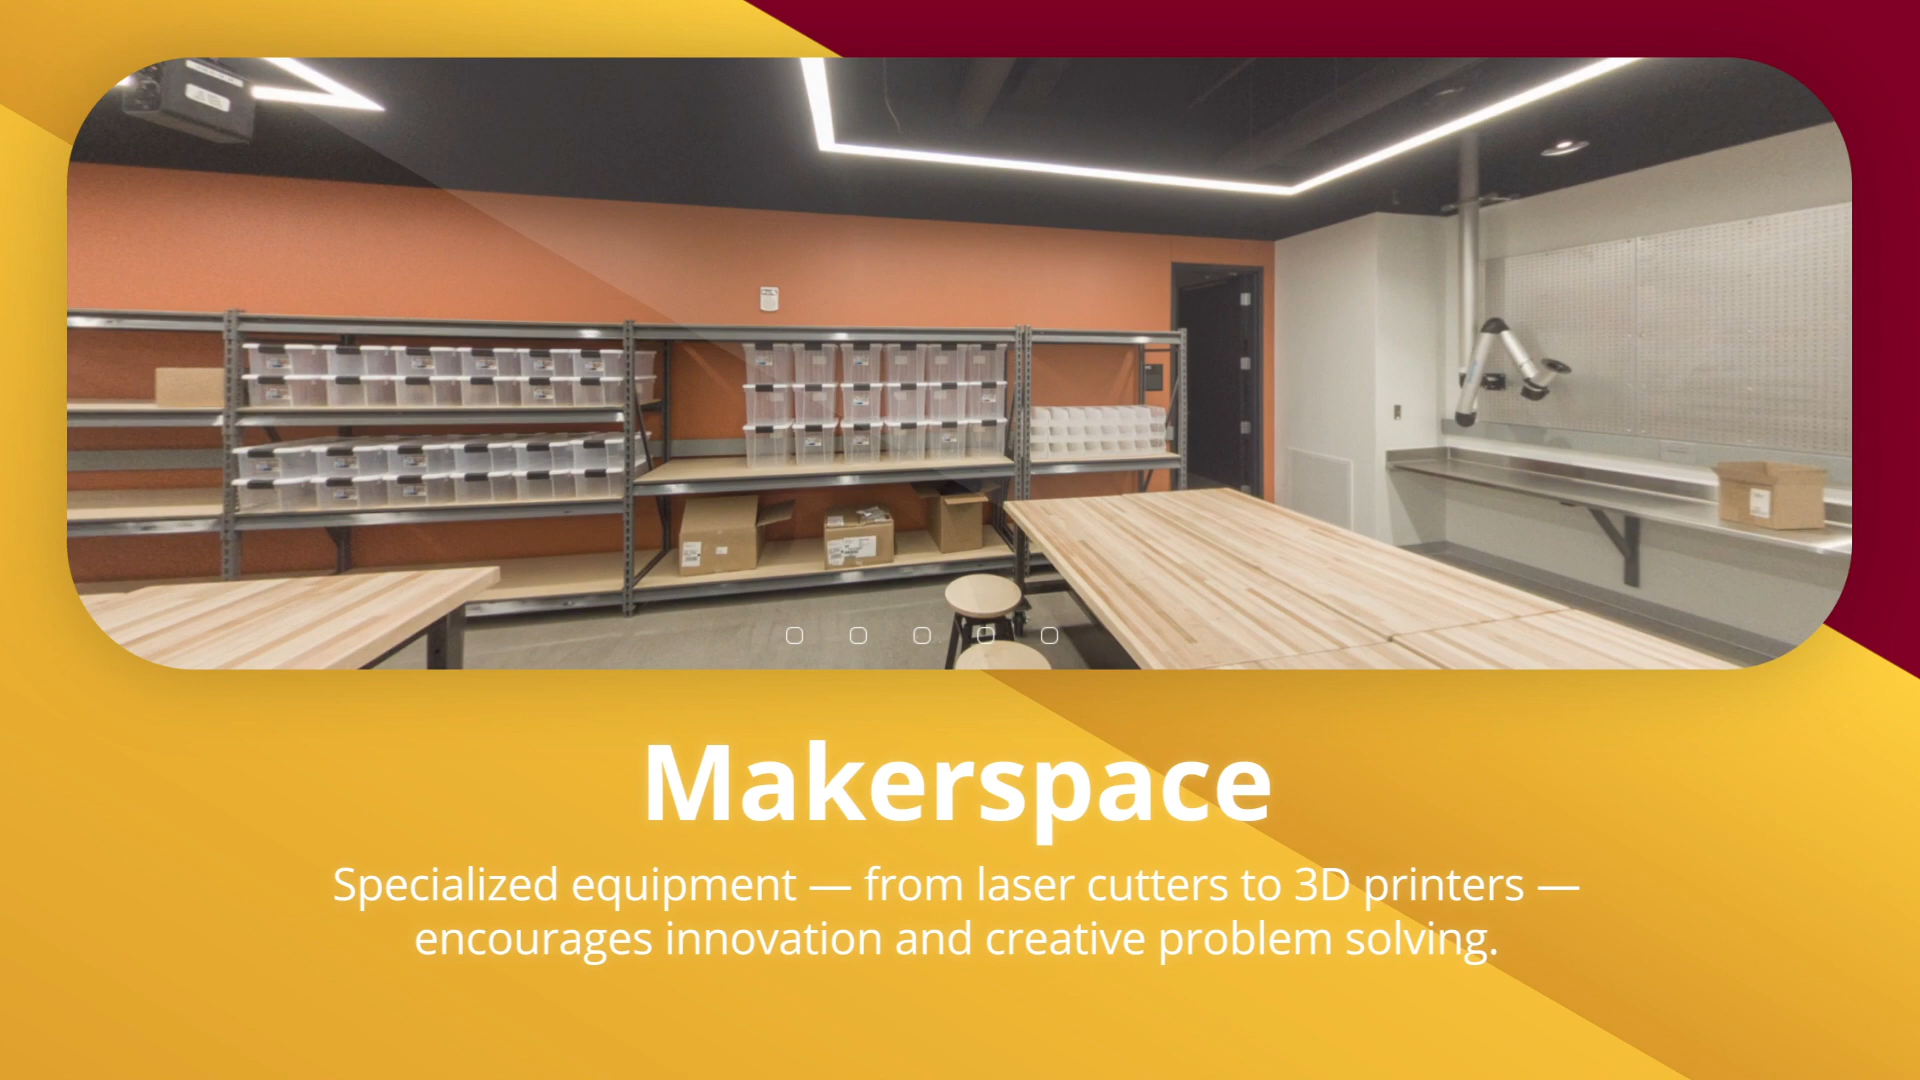 Makerspace
Specialized equipment — from laser cutters to 3D printers —
encourages innovation and creative problem solving.